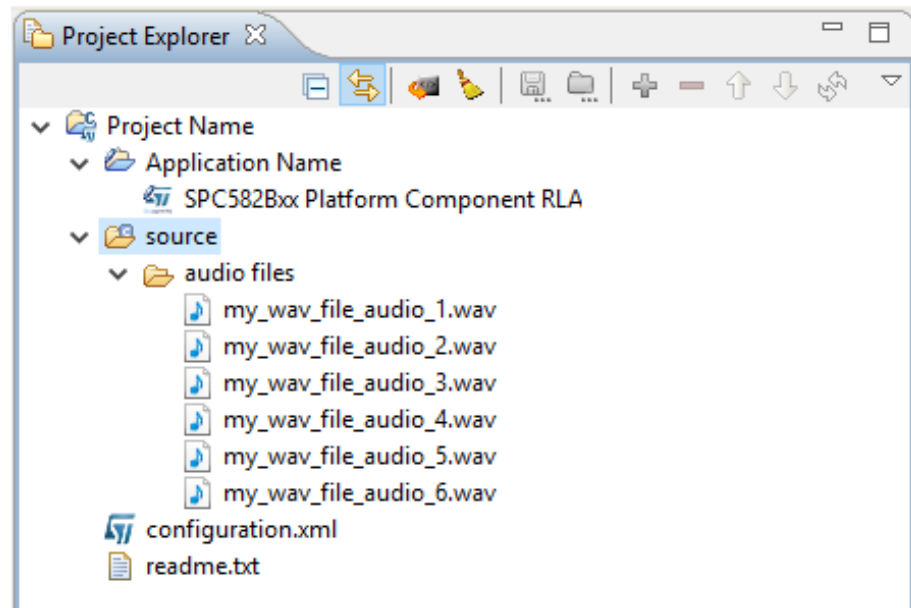 Project Explorer
Project Name
Application Name
SPC582Bxx Platform Component RLA
source
audio files
my_wav_file_audio_1.wav
my_wav_file_audio_2.wav
my_wav_file_audio_3.wav
my_wav_file_audio_4.wav
my_wav_file_audio_5.wav
my_wav_file_audio_6.wav
configuration.xml
readme.txt